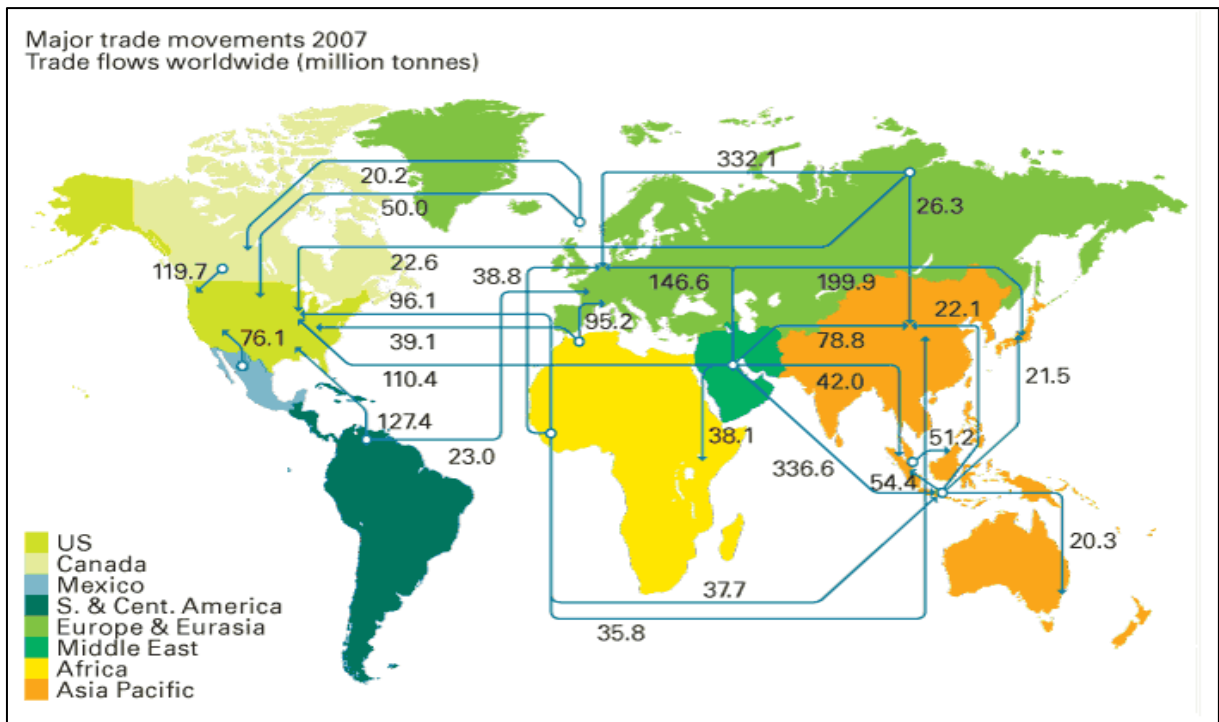 Major trade movements 2007
Trade flows worldwide (million tonnes)
332.1
20.2
50.0
26.3
22.6
38.8
146.6
199.9
119.7
96.1
22.1
95.2
76.1
39.1
78.8
110.4
42.0
21.5
127.4
38.1
51.2
23.0
336.6
54.4
20.3
37.7
35.8
US
Canada
Mexico
S. & Cent. America
Europe & Eurasia
Middle East
Africa
Asia Pacific